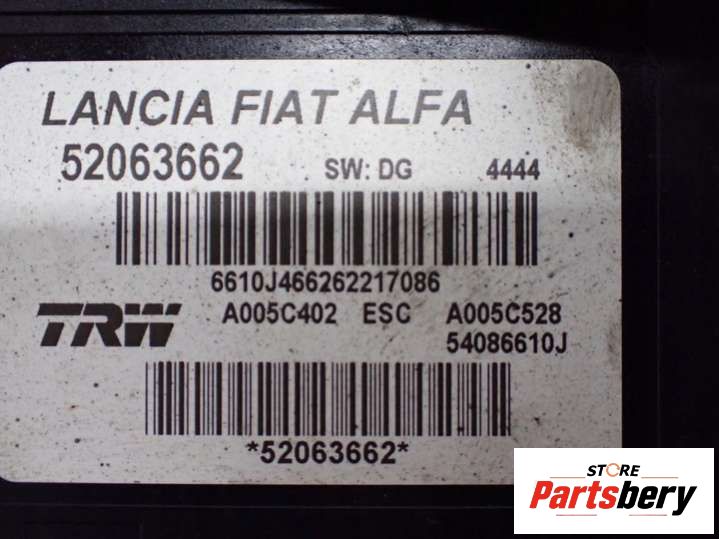 LANCIA FIAT ALFA
52063662 SW: DG 4444
6610J466262217086
TRW A005C402 ESC A005C528
54086610J
*52063662*
STORE
Partsbery